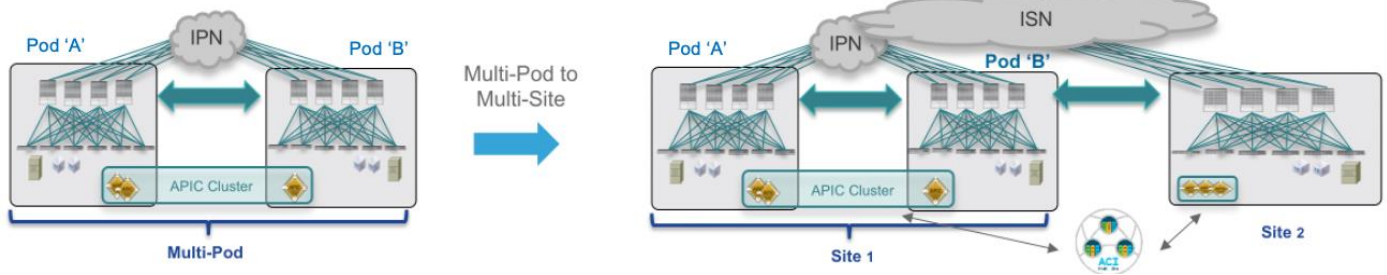 IPN
Pod ‘A’
Pod ‘B’
APIC Cluster
Multi-Pod
Multi-Pod to
Multi-Site
ISN
IPN
Pod ‘A’
Pod ‘B’
APIC Cluster
Site 1
ACI
Site 2